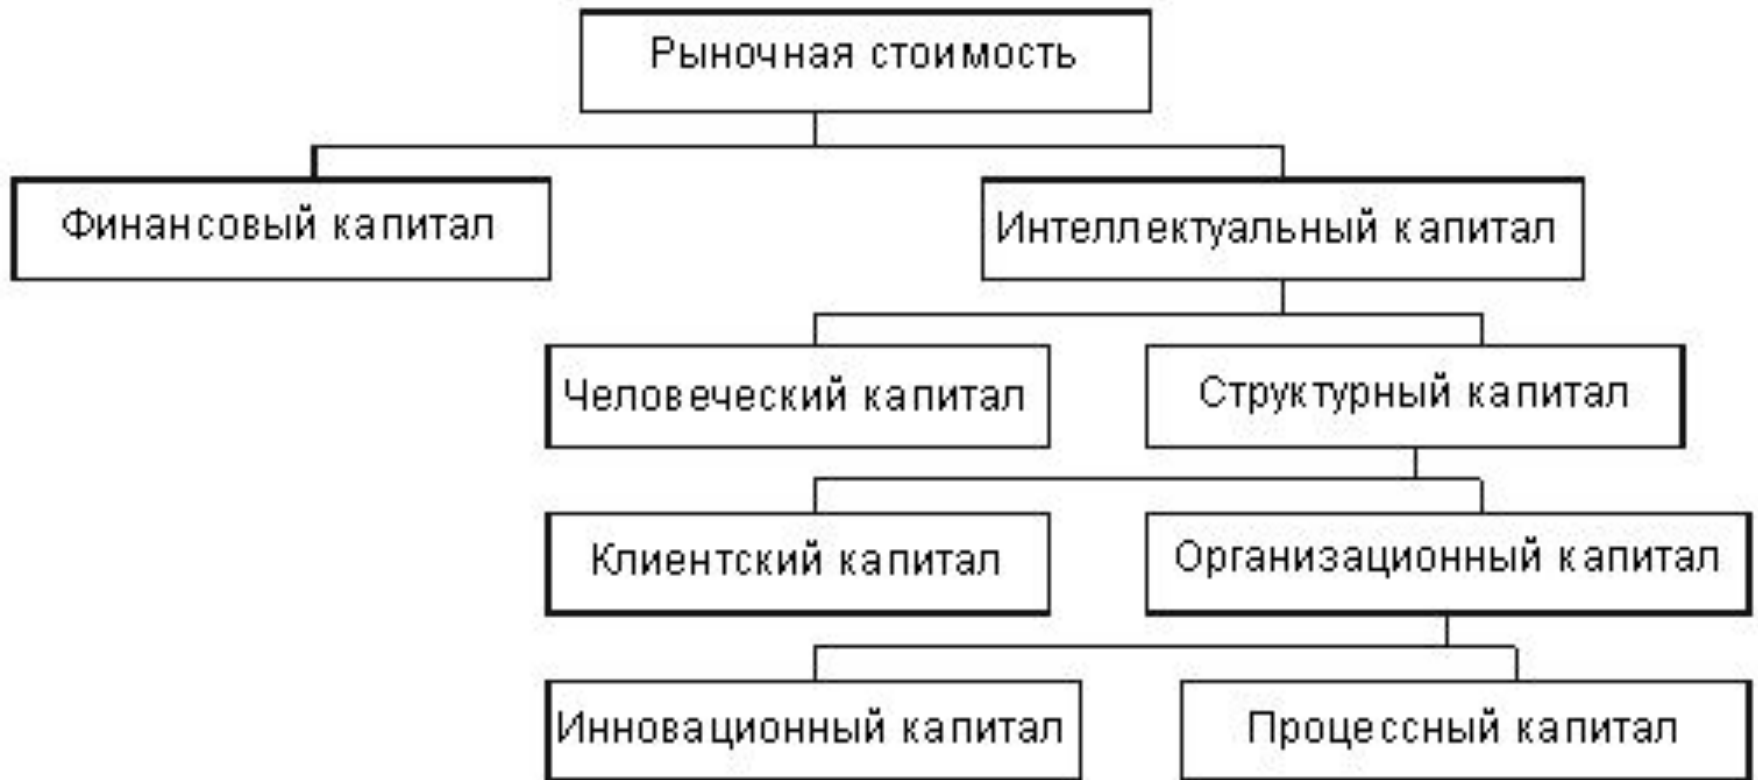 Рыночная стоимость
Финансовый капитал
Интеллектуальный капитал
Человеческий капитал
Структурный капитал
Клиентский капитал
Организационный капитал
Инновационный капитал
Процессный капитал